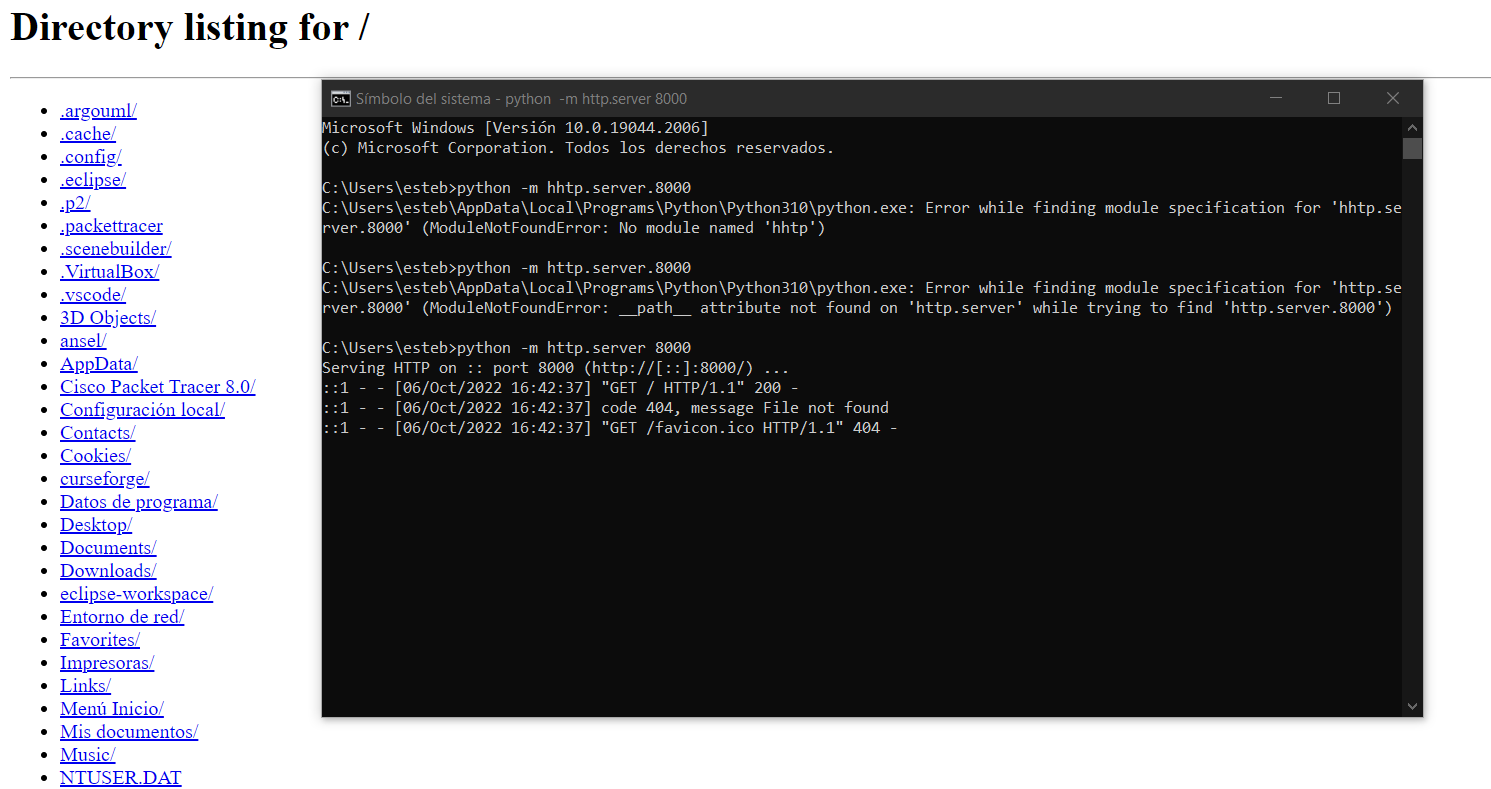 Directory listing for /
.argouml/
.cache/
.config/
.eclipse/
.p2/
.packettracer
.scenebuilder/
.VirtualBox/
.vscode/
3D Objects/
ansel/
AppData/
Cisco Packet Tracer 8.0/
Configuración local/
Contacts/
Cookies/
curseforge/
Datos de programa/
Desktop/
Documents/
Downloads/
eclipse-workspace/
Entorno de red/
Favorites/
Impresoras/
Links/
Menú Inicio/
Mis documentos/
Music/
NTUSER.DAT
Símbolo del sistema - python  -m http.server 8000
Microsoft Windows [Versión 10.0.19044.2006]
(c) Microsoft Corporation. Todos los derechos reservados.
C:\Users\esteb>python -m hhtp.server.8000
C:\Users\esteb\AppData\Local\Programs\Python\Python310\python.exe: Error while finding module specification for 'hhtp.se
rver.8000' (ModuleNotFoundError: No module named 'hhtp')
C:\Users\esteb>python -m http.server.8000
C:\Users\esteb\AppData\Local\Programs\Python\Python310\python.exe: Error while finding module specification for 'http.se
rver.8000' (ModuleNotFoundError: __path__ attribute not found on 'http.server' while trying to find 'http.server.8000')
C:\Users\esteb>python -m http.server 8000
Serving HTTP on :: port 8000 (http://[::]:8000/) ...
::1 - - [06/Oct/2022 16:42:37] "GET / HTTP/1.1" 200 -
::1 - - [06/Oct/2022 16:42:37] code 404, message File not found
::1 - - [06/Oct/2022 16:42:37] "GET /favicon.ico HTTP/1.1" 404 -